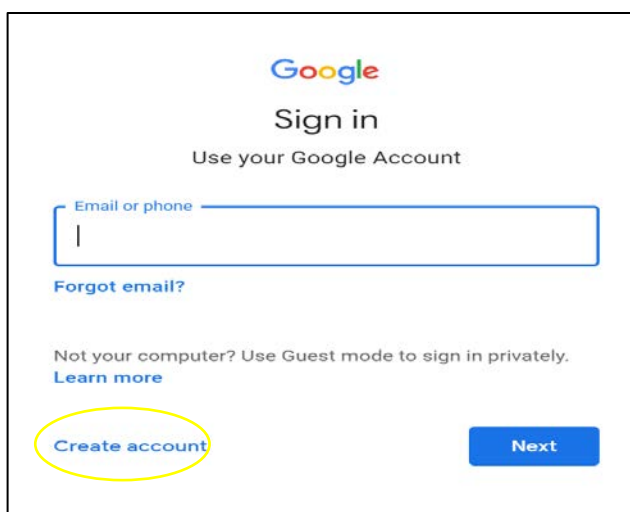 Google
Sign in
Use your Google Account
Email or phone
Forgot email?
Not your computer? Use Guest mode to sign in privately.
Learn more
Create account
Next